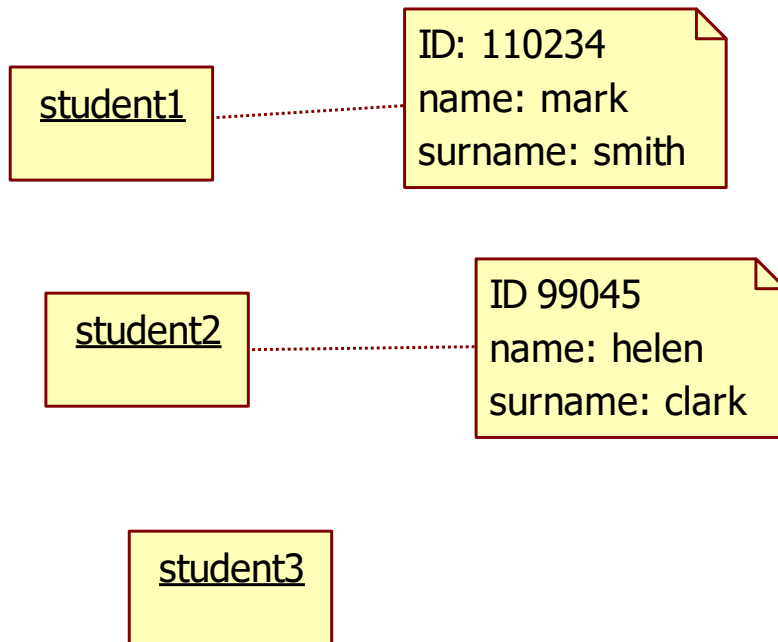 student1
ID: 110234
name: mark
surname: smith
student2
ID 99045
name: helen
surname: clark
student3